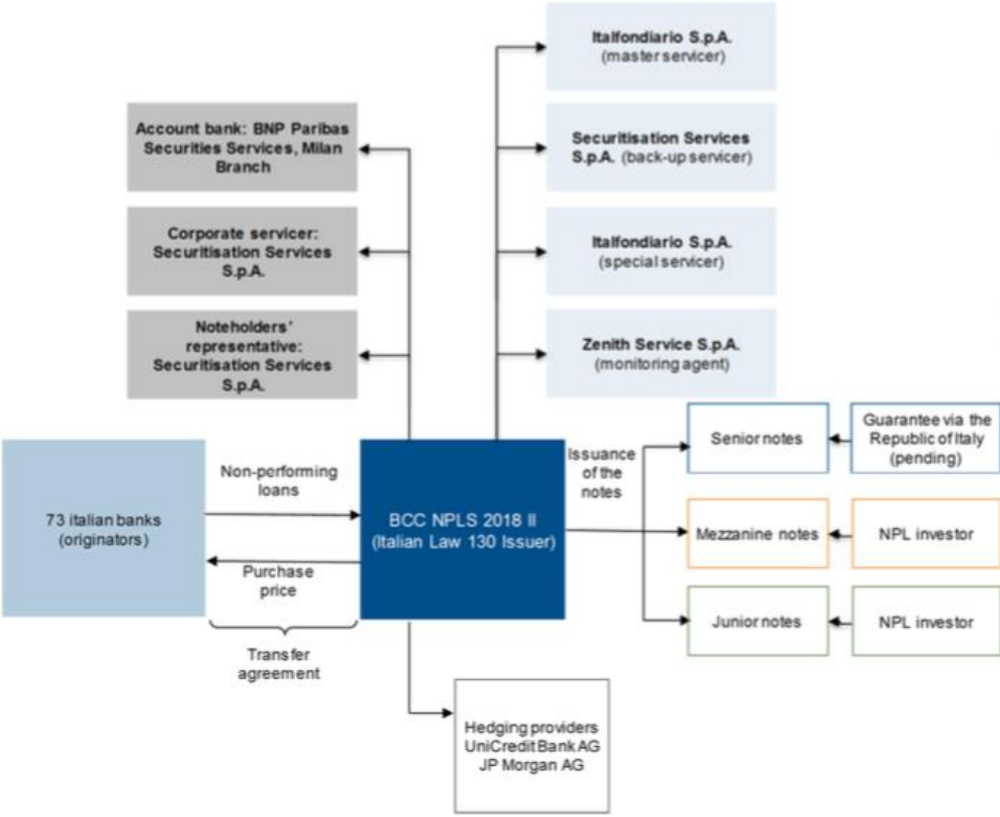 Italfondiario S.p.A.
(master servicer)
Account bank: BNP Paribas
Securities Services, Milan
Branch
Securitisation Services
S.p.A. (back-up servicer)
Corporate servicer:
Securitisation Services
S.p.A.
Italfondiario S.p.A.
(special servicer)
Noteholders'
representative:
Securitisation Services
S.p.A.
Zenith Service S.p.A.
(monitoring agent)
73 italian banks
(originators)
Non-performing
loans
Purchase
price
Transfer
agreement
BCC NPLS 2018 II
(Italian Law 130 Issuer)
Issuance
of the
notes
Senior notes
Guarantee via the
Republic of Italy
(pending)
Mezzanine notes
NPL investor
Junior notes
NPL investor
Hedging providers
UniCredit Bank AG
JP Morgan AG